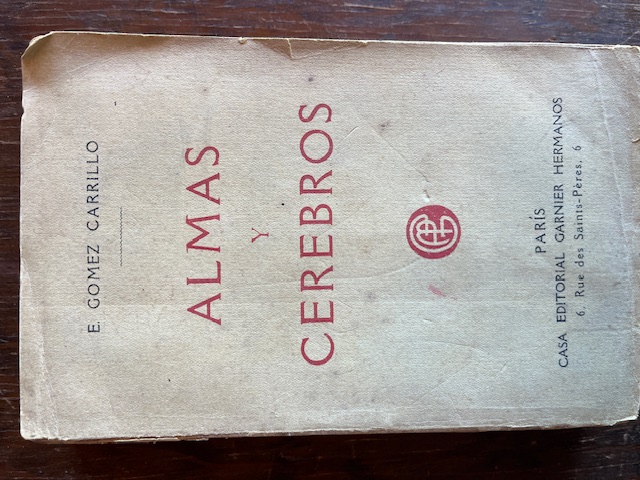 E. GOMEZ CARRILLO
ALMAS
Y
CEREBROS
PARÍS
CASA EDITORIAL GARNIER HERMANOS
6, Rue des Saints-Pères, 6